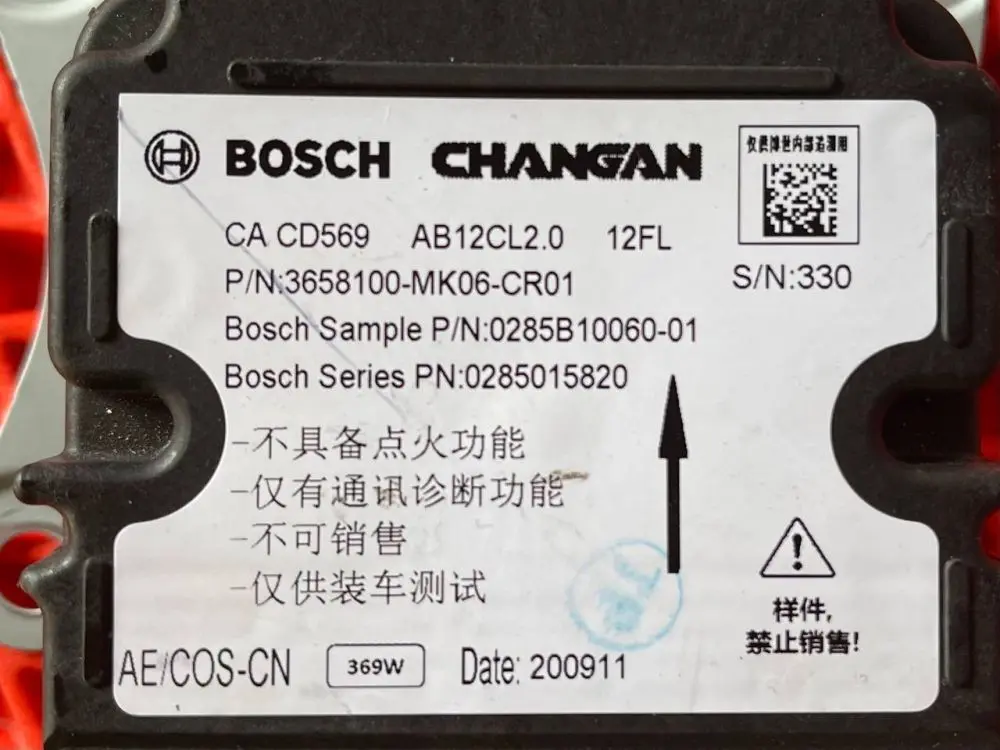 BOSCH CHANGAN
仅供博世内部追溯用
CA CD569 AB12CL2.0 12FL
S/N:330
P/N:3658100-MK06-CR01
Bosch Sample P/N:0285B10060-01
Bosch Series PN:0285015820
-不具备点火功能
-仅有通讯诊断功能
-不可销售
-仅供装车测试
样件,
禁止销售!
AE/COS-CN 369W Date: 200911